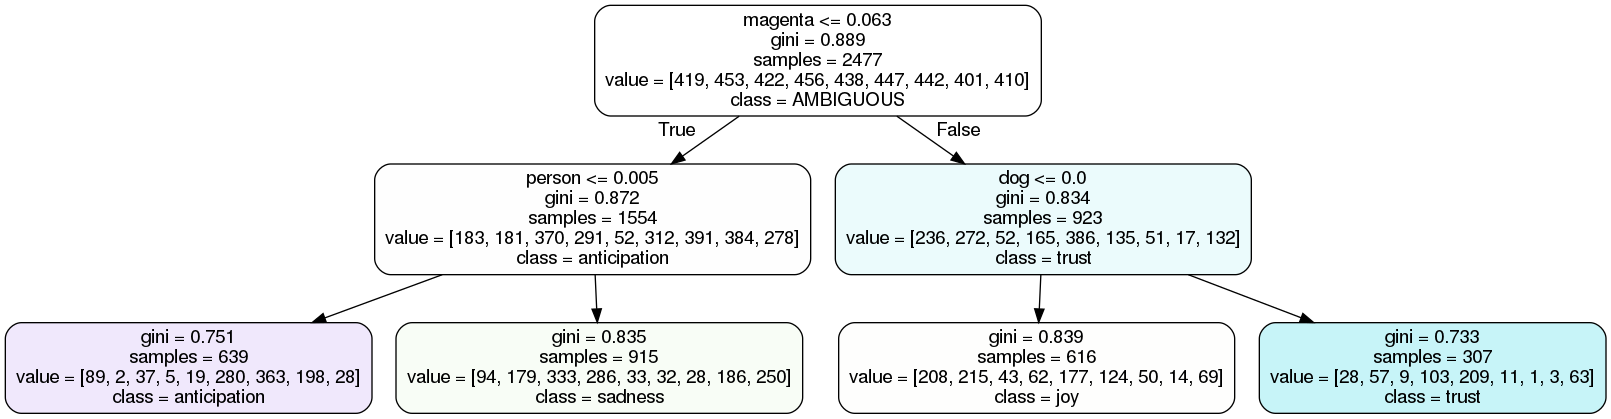 magenta <= 0.063
gini = 0.889
samples = 2477
value = [419, 453, 422, 456, 438, 447, 442, 401, 410]
class = AMBIGUOUS
True
False
person <= 0.005
gini = 0.872
samples = 1554
value = [183, 181, 370, 291, 52, 312, 391, 384, 278]
class = anticipation
dog <= 0.0
gini = 0.834
samples = 923
value = [236, 272, 52, 165, 386, 135, 51, 17, 132]
class = trust
gini = 0.751
samples = 639
value = [89, 2, 37, 5, 19, 280, 363, 198, 28]
class = anticipation
gini = 0.835
samples = 915
value = [94, 179, 333, 286, 33, 32, 28, 186, 250]
class = sadness
gini = 0.839
samples = 616
value = [208, 215, 43, 62, 177, 124, 50, 14, 69]
class = joy
gini = 0.733
samples = 307
value = [28, 57, 9, 103, 209, 11, 1, 3, 63]
class = trust